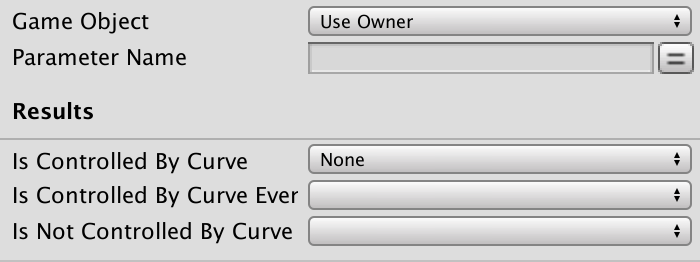 Game Object Use Owner
Parameter Name =
Results
Is Controlled By Curve None
Is Controlled By Curve Ever
Is Not Controlled By Curve